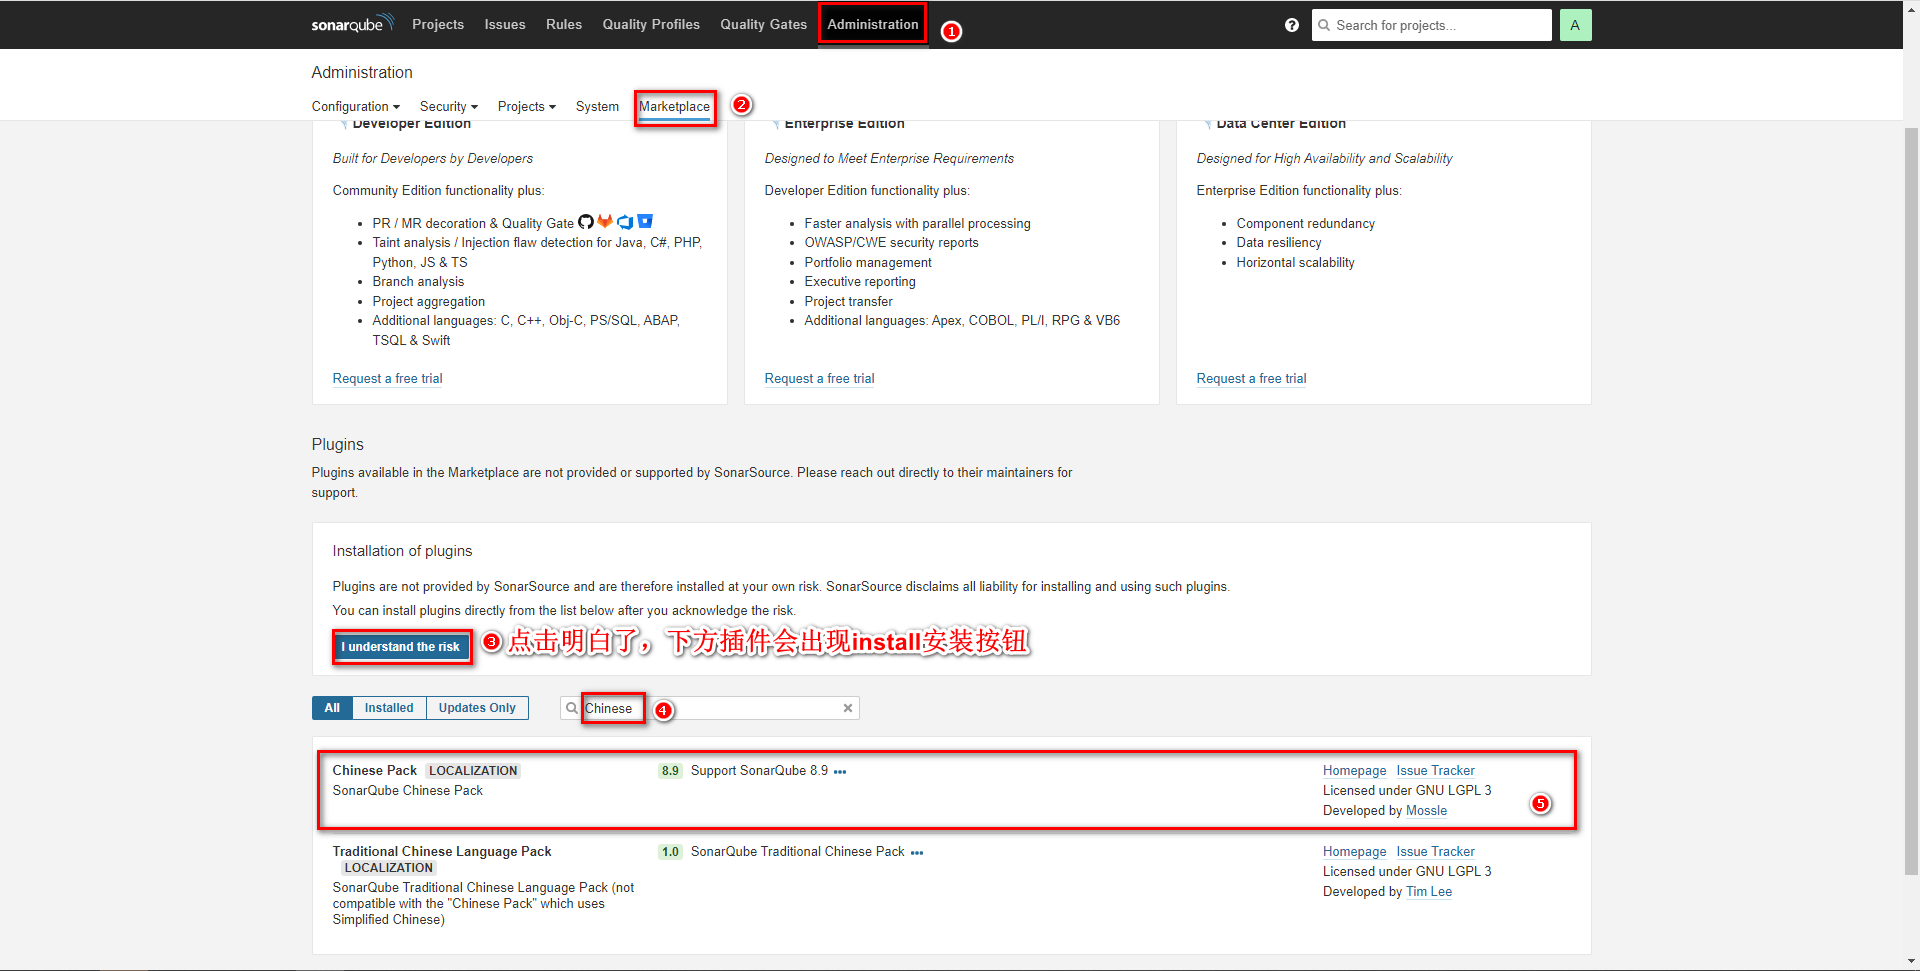 sonarqube Projects Issues Rules Quality Profiles Quality Gates Administration 1 ? Search for projects... A
Administration
Configuration Security Projects System Marketplace 2
Developer Edition
Built for Developers by Developers
Community Edition functionality plus:
• PR / MR decoration & Quality Gate
• Taint analysis / Injection flaw detection for Java, C#, PHP,
Python, JS & TS
• Branch analysis
• Project aggregation
• Additional languages: C, C++, Obj-C, PS/SQL, ABAP,
TSQL & Swift
Request a free trial
Enterprise Edition
Designed to Meet Enterprise Requirements
Developer Edition functionality plus:
• Faster analysis with parallel processing
• OWASP/CWE security reports
• Portfolio management
• Executive reporting
• Project transfer
• Additional languages: Apex, COBOL, PL/I, RPG & VB6
Request a free trial
Data Center Edition
Designed for High Availability and Scalability
Enterprise Edition functionality plus:
• Component redundancy
• Data resiliency
• Horizontal scalability
Request a free trial
Plugins
Plugins available in the Marketplace are not provided or supported by SonarSource. Please reach out directly to their maintainers for
support.
Installation of plugins
Plugins are not provided by SonarSource and are therefore installed at your own risk. SonarSource disclaims all liability for installing and using such plugins.
You can install plugins directly from the list below after you acknowledge the risk.
I understand the risk 3 点击明白了，下方插件会出现install安装按钮
All Installed Updates Only Chinese 4
Chinese Pack LOCALIZATION
SonarQube Chinese Pack
8.9 Support SonarQube 8.9 •••
Homepage Issue Tracker
Licensed under GNU LGPL 3
Developed by Mossle
5
Traditional Chinese Language Pack
LOCALIZATION
SonarQube Traditional Chinese Language Pack (not
compatible with the "Chinese Pack" which uses
Simplified Chinese)
1.0 SonarQube Traditional Chinese Pack •••
Homepage Issue Tracker
Licensed under GNU LGPL 3
Developed by Tim Lee